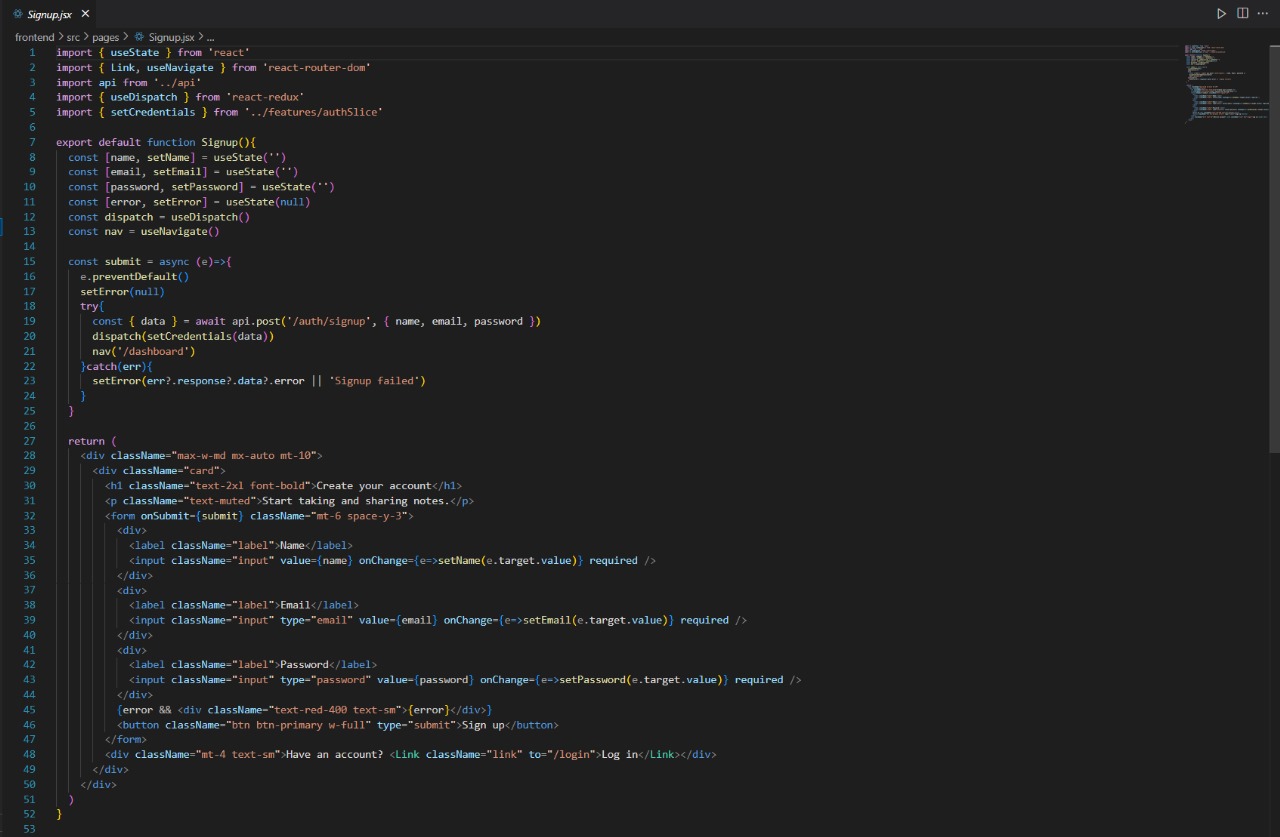 Signup.jsx
frontend > src > pages > Signup.jsx > ...
1 import { useState } from 'react'
2 import { Link, useNavigate } from 'react-router-dom'
3 import api from '../api'
4 import { useDispatch } from 'react-redux'
5 import { setCredentials } from '../features/authSlice'
6
7 export default function Signup(){
8   const [name, setName] = useState('')
9   const [email, setEmail] = useState('')
10   const [password, setPassword] = useState('')
11   const [error, setError] = useState(null)
12   const dispatch = useDispatch()
13   const nav = useNavigate()
14
15   const submit = async (e)=>{
16     e.preventDefault()
17     setError(null)
18     try{
19       const { data } = await api.post('/auth/signup', { name, email, password })
20       dispatch(setCredentials(data))
21       nav('/dashboard')
22     }catch(err){
23       setError(err?.response?.data?.error || 'Signup failed')
24     }
25   }
26
27   return (
28     <div className="max-w-md mx-auto mt-10">
29       <div className="card">
30         <h1 className="text-2xl font-bold">Create your account</h1>
31         <p className="text-muted">Start taking and sharing notes.</p>
32         <form onSubmit={submit} className="mt-6 space-y-3">
33           <div>
34             <label className="label">Name</label>
35             <input className="input" value={name} onChange={e=>setName(e.target.value)} required />
36           </div>
37           <div>
38             <label className="label">Email</label>
39             <input className="input" type="email" value={email} onChange={e=>setEmail(e.target.value)} required />
40           </div>
41           <div>
42             <label className="label">Password</label>
43             <input className="input" type="password" value={password} onChange={e=>setPassword(e.target.value)} required />
44           </div>
45           {error && <div className="text-red-400 text-sm">{error}</div>}
46           <button className="btn btn-primary w-full" type="submit">Sign up</button>
47         </form>
48         <div className="mt-4 text-sm">Have an account? <Link className="link" to="/login">Log in</Link></div>
49       </div>
50     </div>
51   )
52 }
53